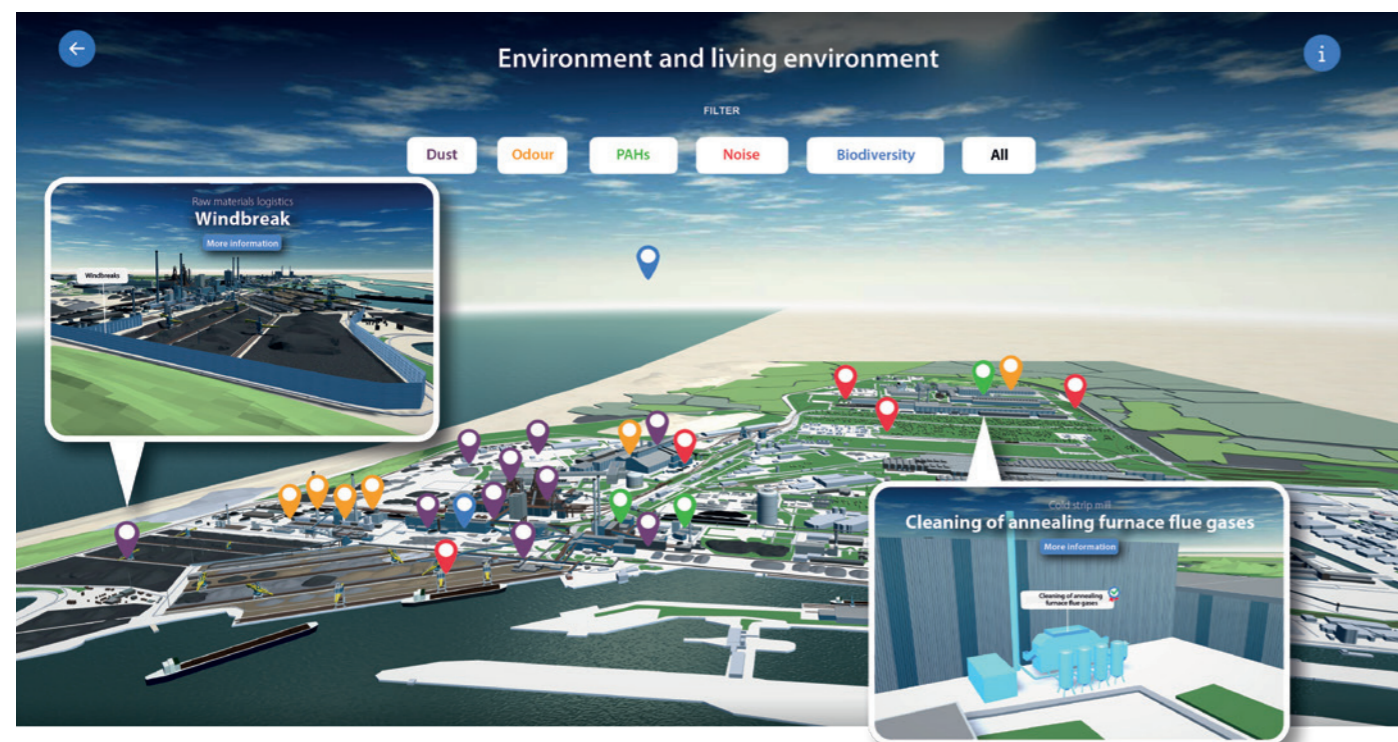 Environment and living environment
i
FILTER
Dust
Odour
PAHs
Noise
Biodiversity
All
Raw materials logistics
Windbreak
More information
Windbreaks
Cold strip mill
Cleaning of annealing furnace flue gases
More information
Cleaning of annealing
furnace flue gases